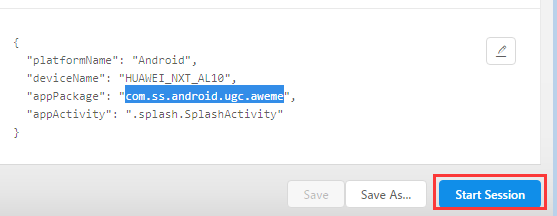 {
"platformName": "Android",
"deviceName": "HUAWEI_NXT_AL10",
"appPackage": "com.ss.android.ugc.aweme",
"appActivity": ".splash.SplashActivity"
}
Save Save As... Start Session